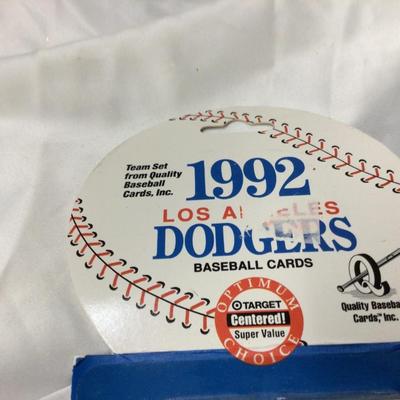 Team Set
from Quality
Baseball
Cards, Inc.
1992
LOS A ELES
DODGERS
BASEBALL CARDS
OPTIMUM
TARGET
Centered!
Super Value
CHOICE
Q
Quality Baseba
Cards,™ Inc.